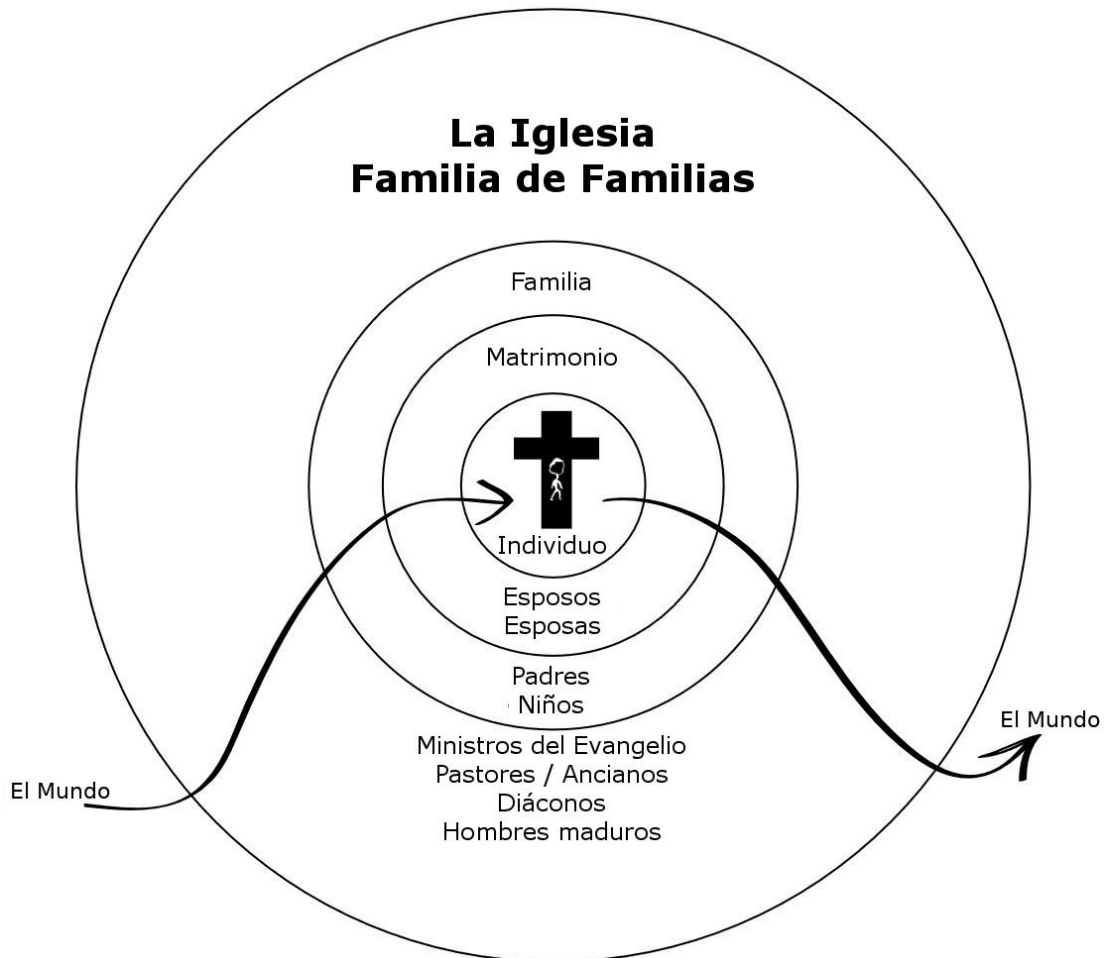 La Iglesia
Familia de Familias
Familia
Matrimonio
Individuo
Esposos
Esposas
Padres
Niños
Ministros del Evangelio
Pastores / Ancianos
Diáconos
Hombres maduros
El Mundo
El Mundo